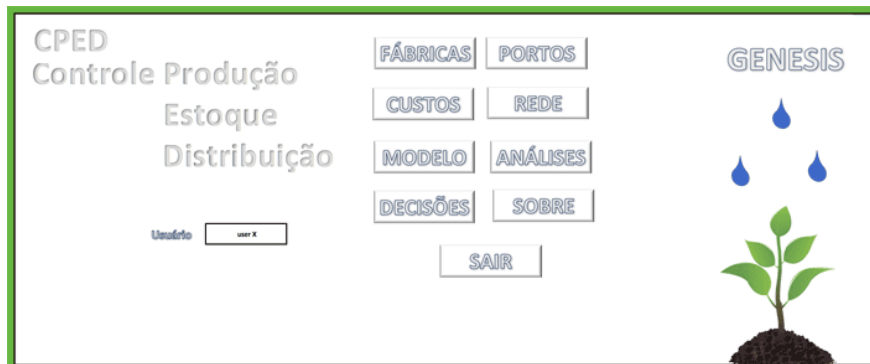 CPED
Controle Produção
Estoque
Distribuição
Usuário user X
FÁBRICAS PORTOS
CUSTOS REDE
MODELO ANÁLISES
DECISÕES SOBRE
SAIR
GENESIS